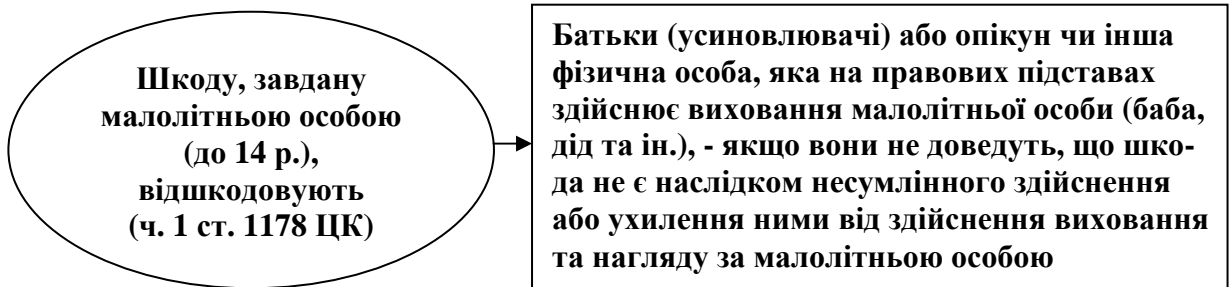 Шкоду, завдану
малолітньою особою
(до 14 р.),
відшкодовують
(ч. 1 ст. 1178 ЦК)
Батьки (усиновлювачі) або опікун чи інша
фізична особа, яка на правових підставах
здійснює виховання малолітньої особи (баба,
дід та ін.), - якщо вони не доведуть, що шко-
да не є наслідком несумлінного здійснення
або ухилення ними від здійснення виховання
та нагляду за малолітньою особою